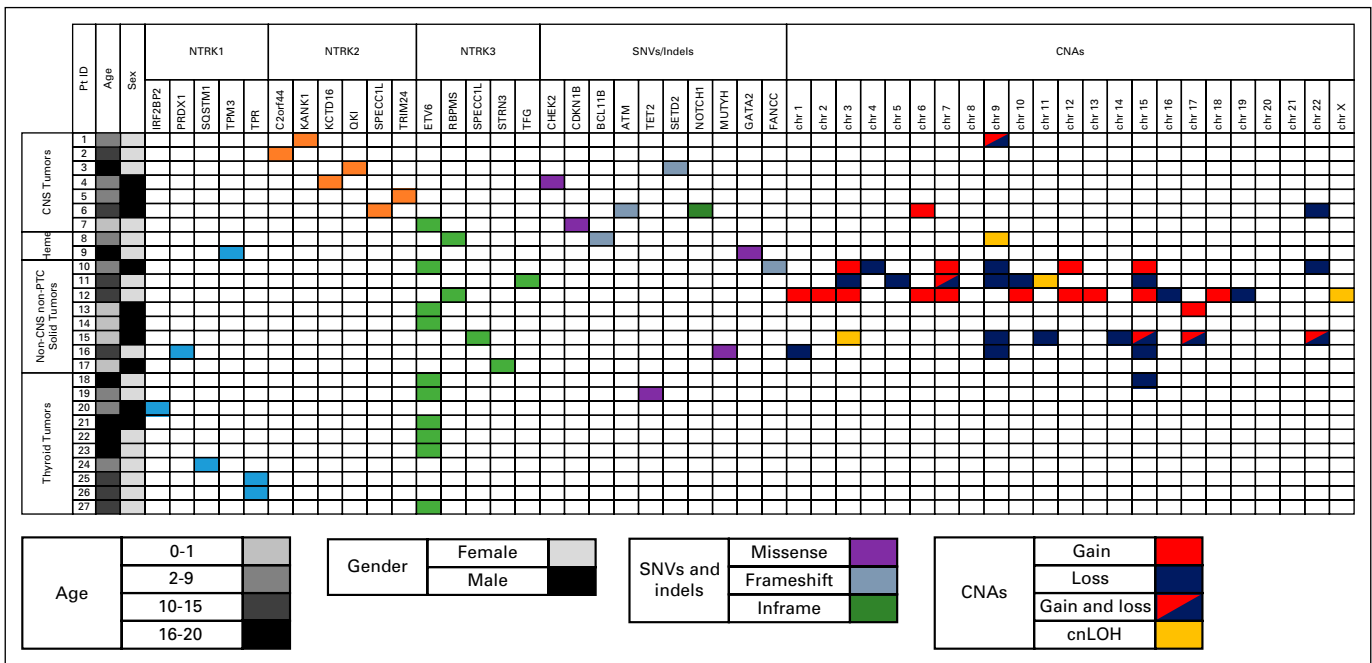 NTRK1 NTRK2 NTRK3 SNVs/Indels CNAs
Pt ID Age Sex IRF2BP2 PRDX1 SQSTM1 TPM3 TPR C2orf44 KANK1 KCTD16 QKI SPECC1L TRIM24 ETV6 RBPMS SPECC1L STRN3 TFG CHEK2 CDKN1B BCL11B ATM TET2 SETD2 NOTCH1 MUTYH GATA2 FANCC chr 1 chr 2 chr 3 chr 4 chr 5 chr 6 chr 7 chr 8 chr 9 chr 10 chr 11 chr 12 chr 13 chr 14 chr 15 chr 16 chr 17 chr 18 chr 19 chr 20 chr 21 chr 22 chr X
CNS Tumors
1
2
3
4
5
6
7
Heme
8
9
Non-CNS non-PTC
Solid Tumors
10
11
12
13
14
15
16
17
Thyroid Tumors
18
19
20
21
22
23
24
25
26
27
Age
0-1
2-9
10-15
16-20
Gender
Female
Male
SNVs and
indels
Missense
Frameshift
Inframe
CNAs
Gain
Loss
Gain and loss
cnLOH